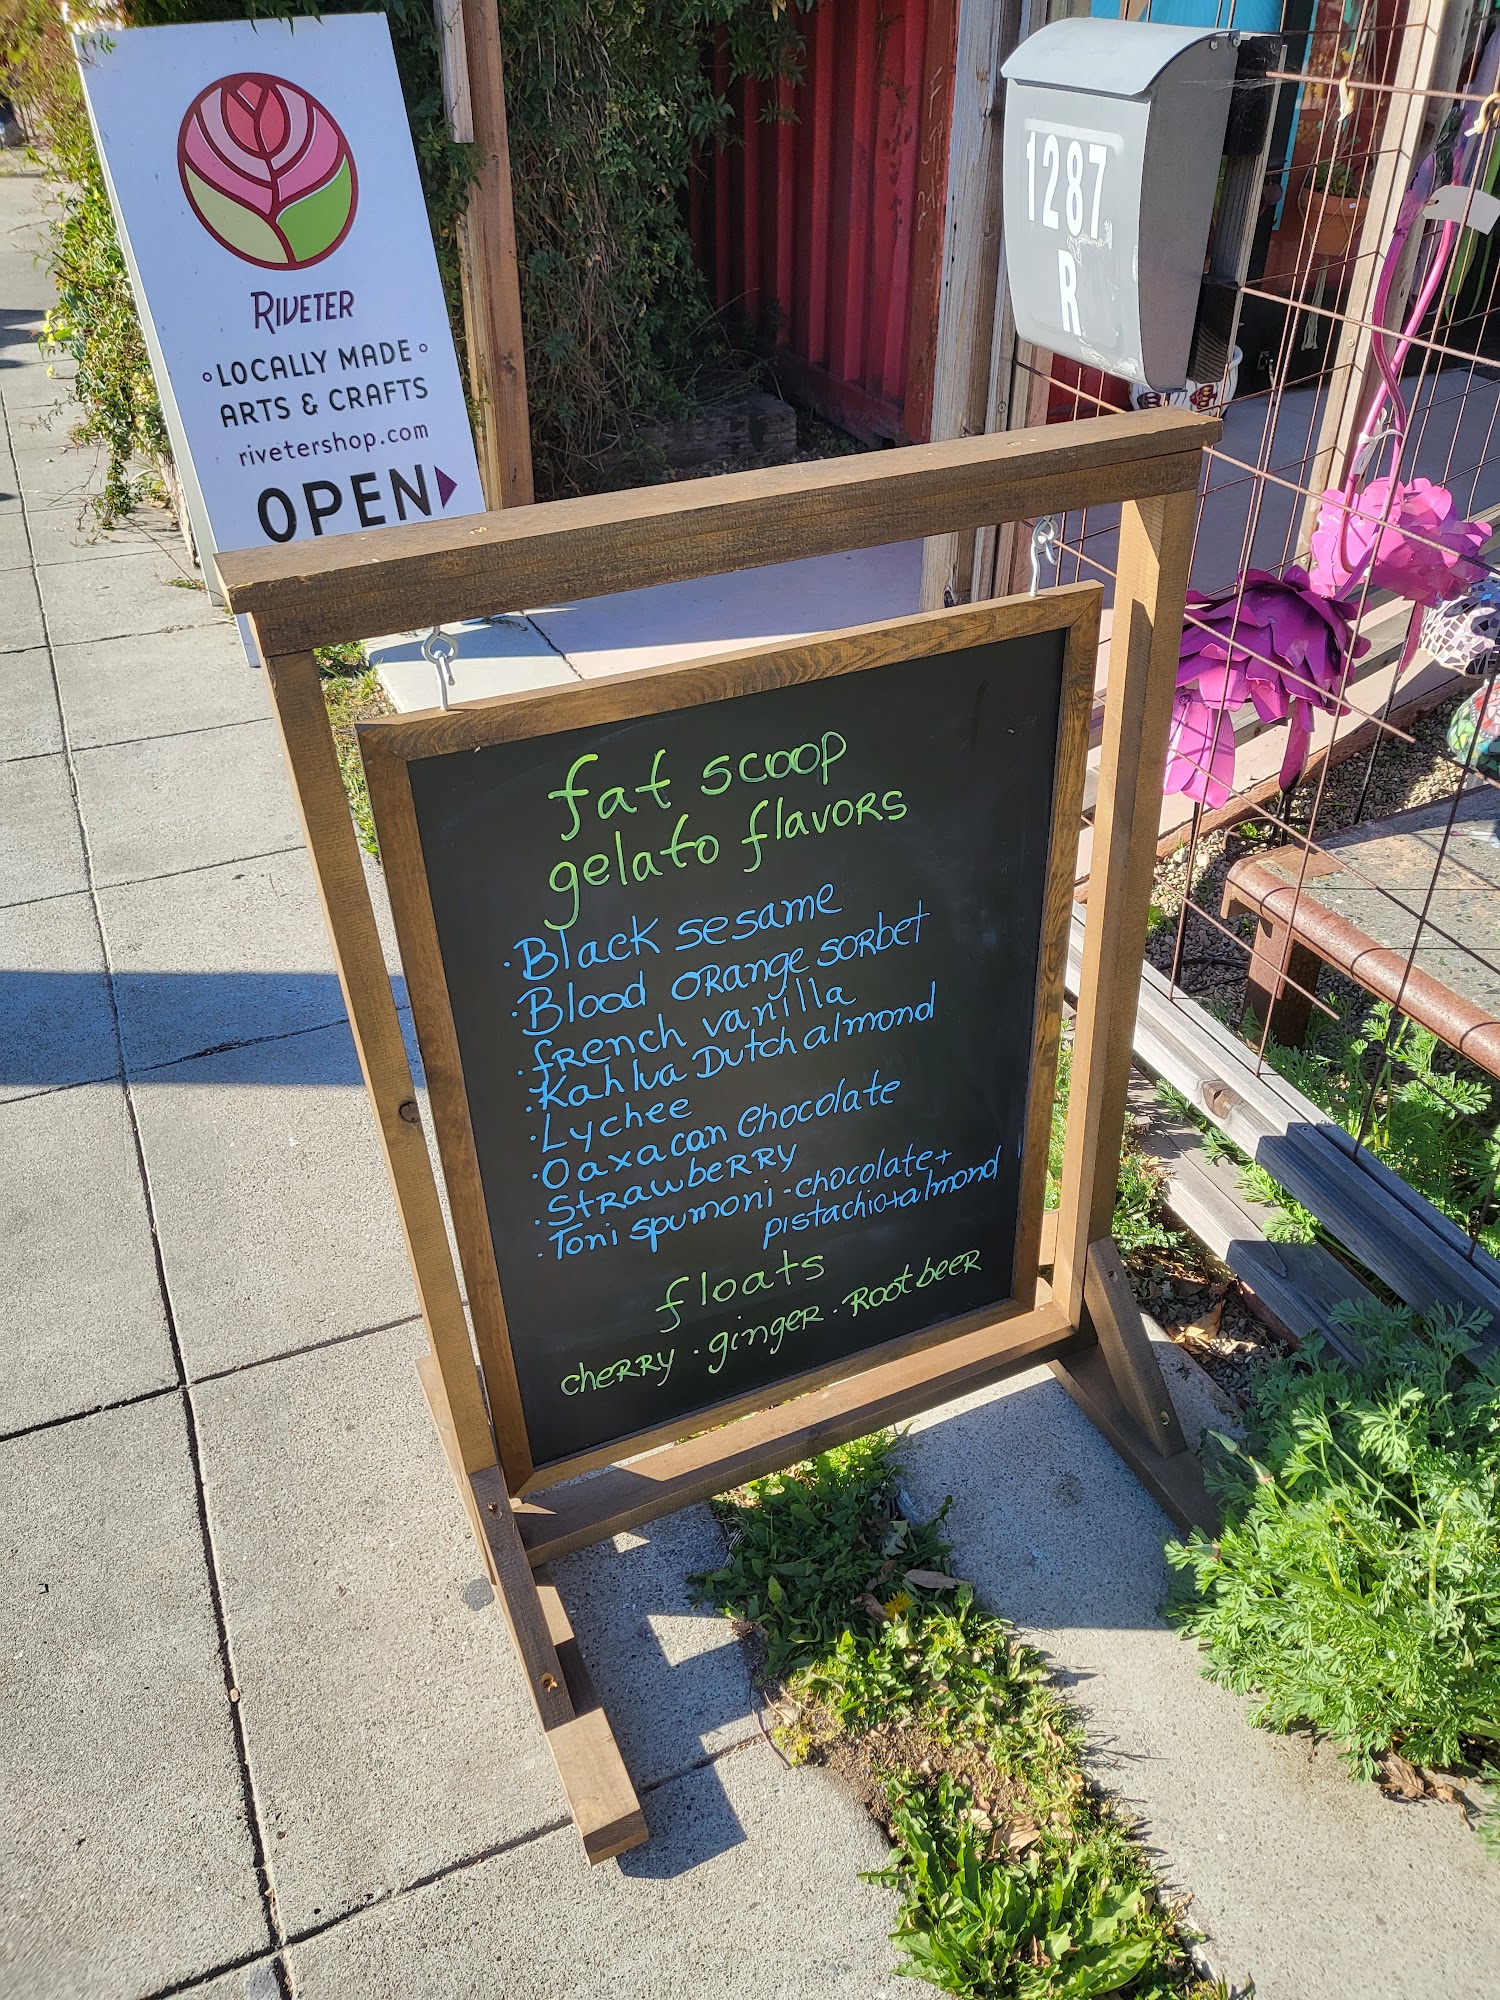 RIVETER
◦LOCALLY MADE◦
ARTS & CRAFTS
rivetershop.com
OPEN
1287
R
fat scoop
gelato flavors
·Black sesame
·Blood orange sorbet
·french vanilla
·Kahlua Dutch almond
·Lychee
·Oaxacan chocolate
·Strawberry
·Toni spumoni-chocolate+
pistachio+almond
floats
cherry · ginger · Root beer